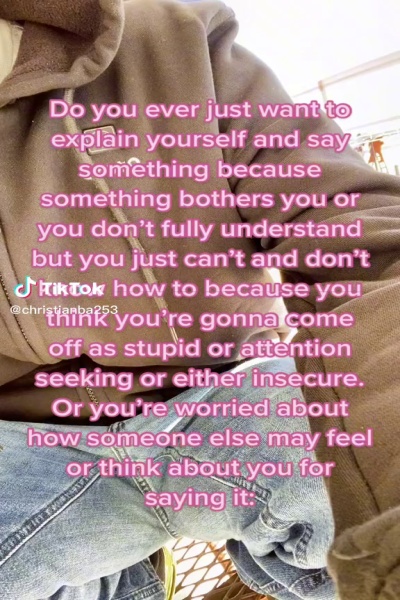 Do you ever just want to
explain yourself and say
something because
something bothers you or
you don't fully understand
but you just can't and don't
TikTok how to because you
@christianba253
think you're gonna come
off as stupid or attention
seeking or either insecure.
Or you're worried about
how someone else may feel
or think about you for
saying it: